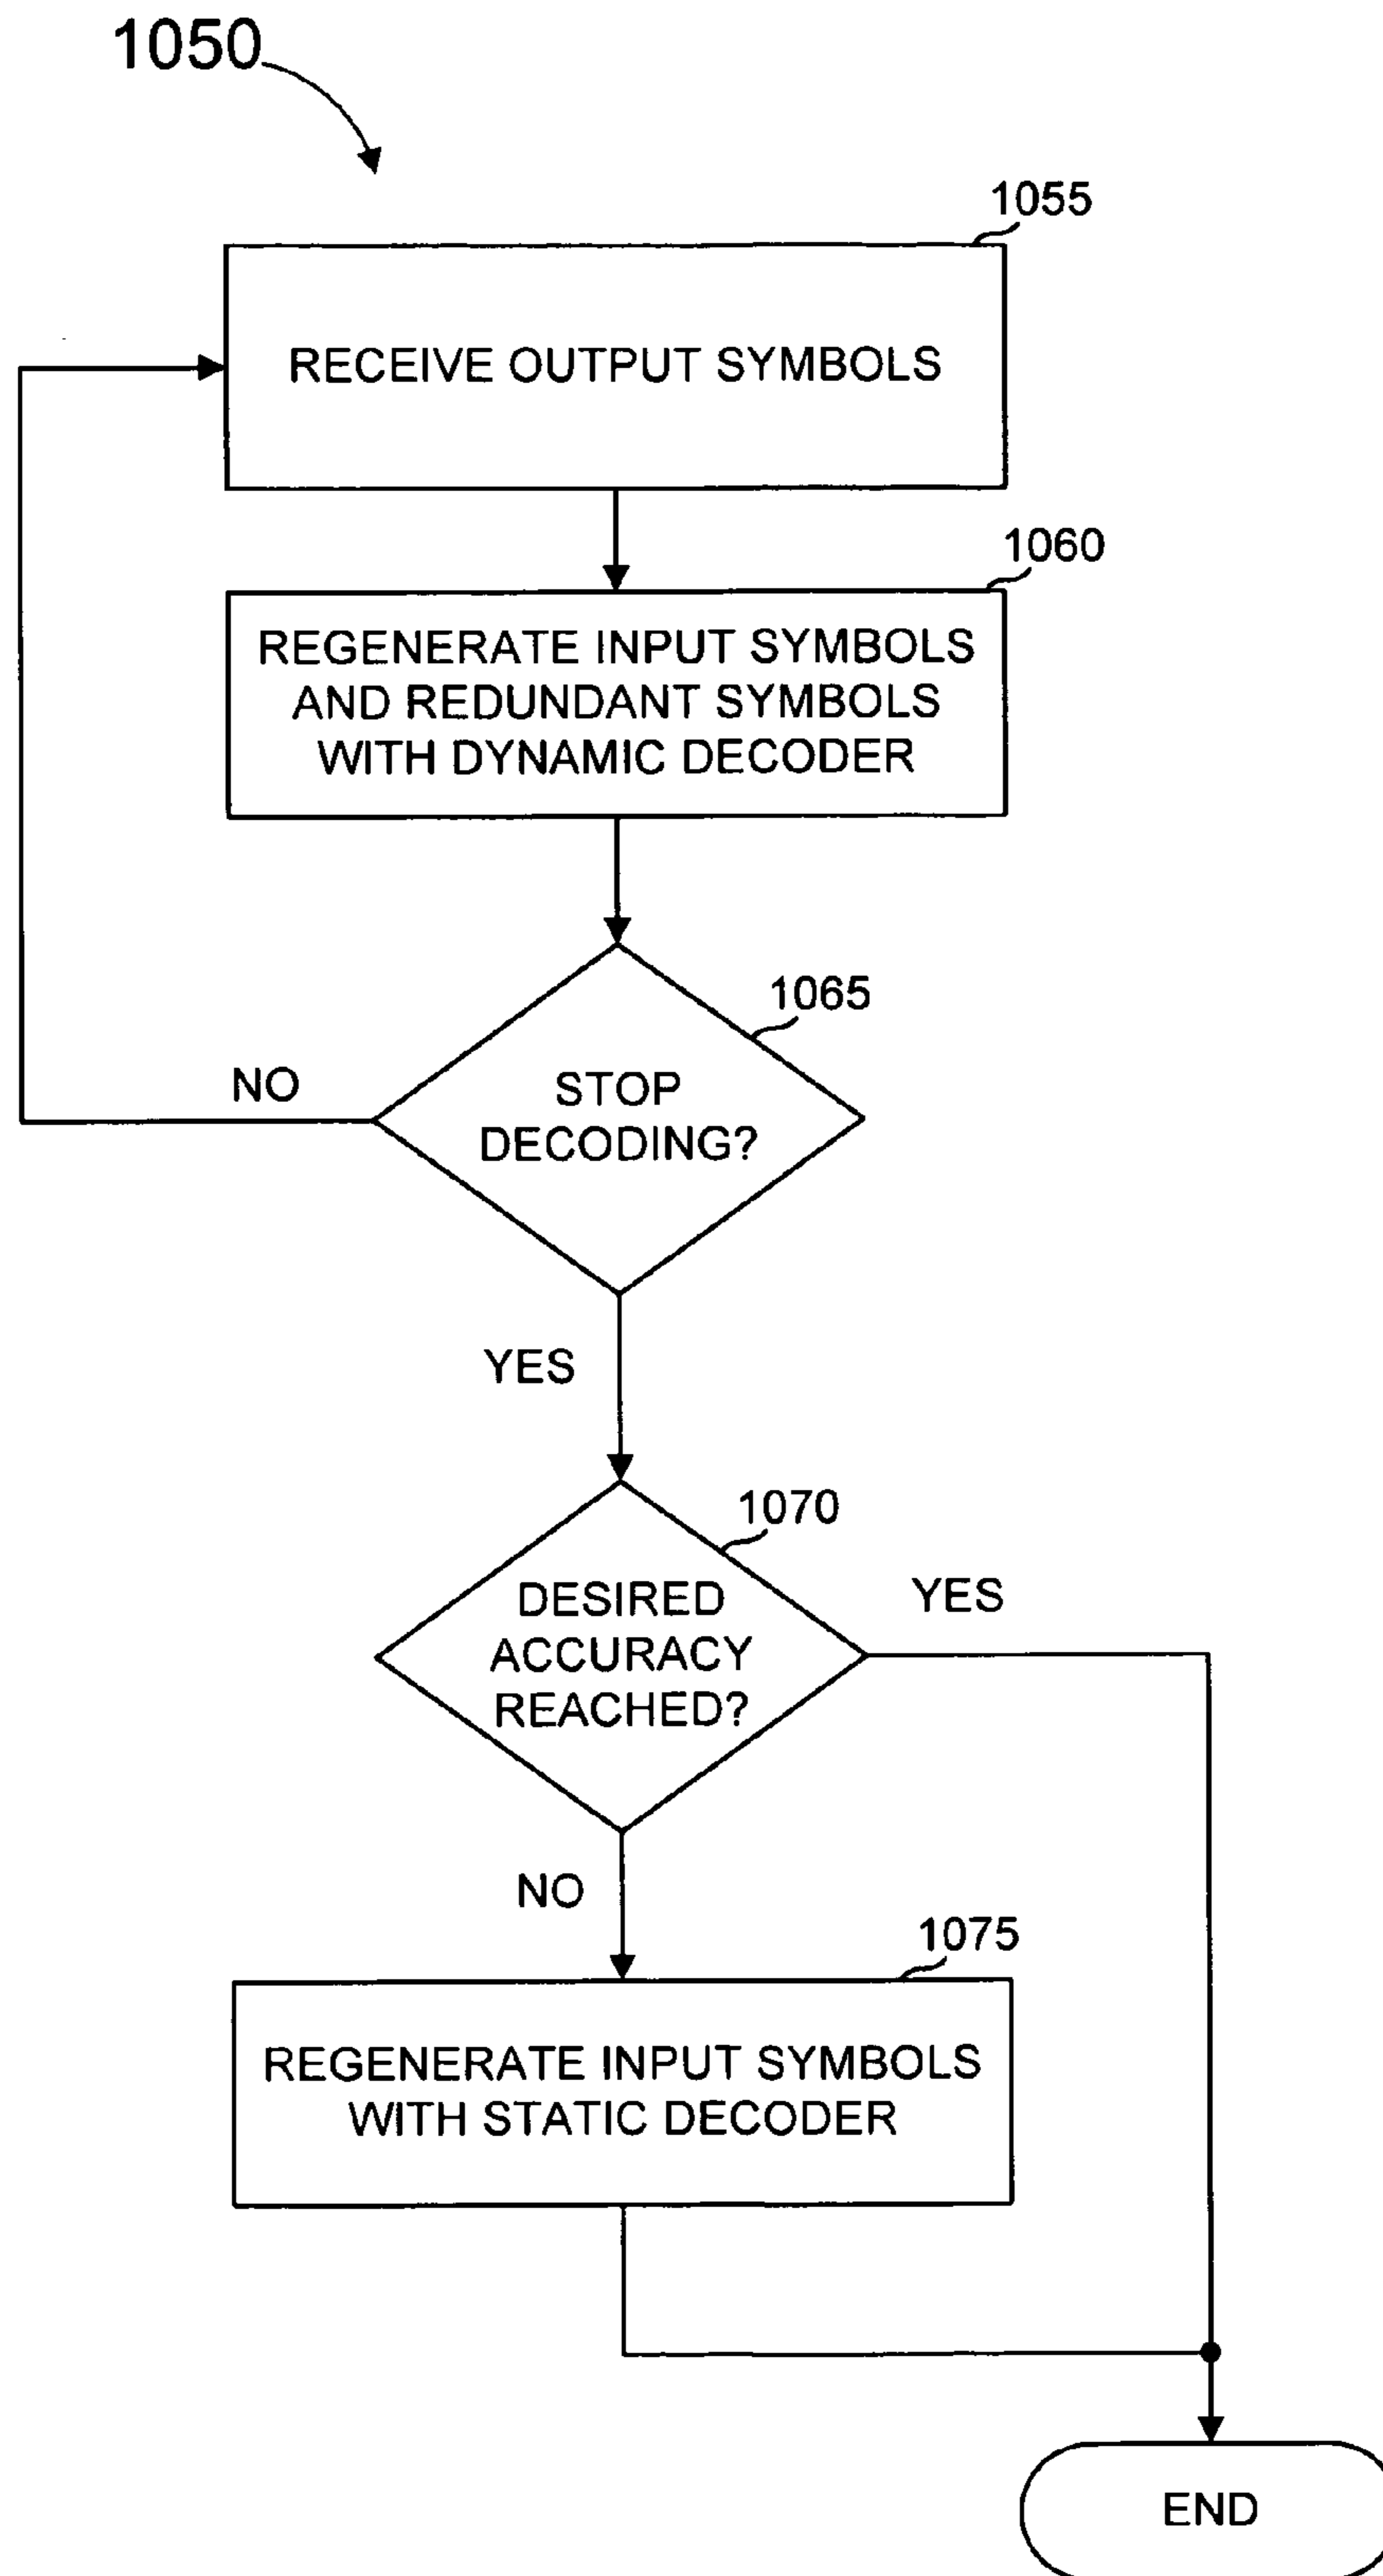 1050
1055
RECEIVE OUTPUT SYMBOLS
1060
REGENERATE INPUT SYMBOLS
AND REDUNDANT SYMBOLS
WITH DYNAMIC DECODER
1065
STOP
DECODING?
NO
YES
1070
DESIRED
ACCURACY
REACHED?
YES
NO
1075
REGENERATE INPUT SYMBOLS
WITH STATIC DECODER
END